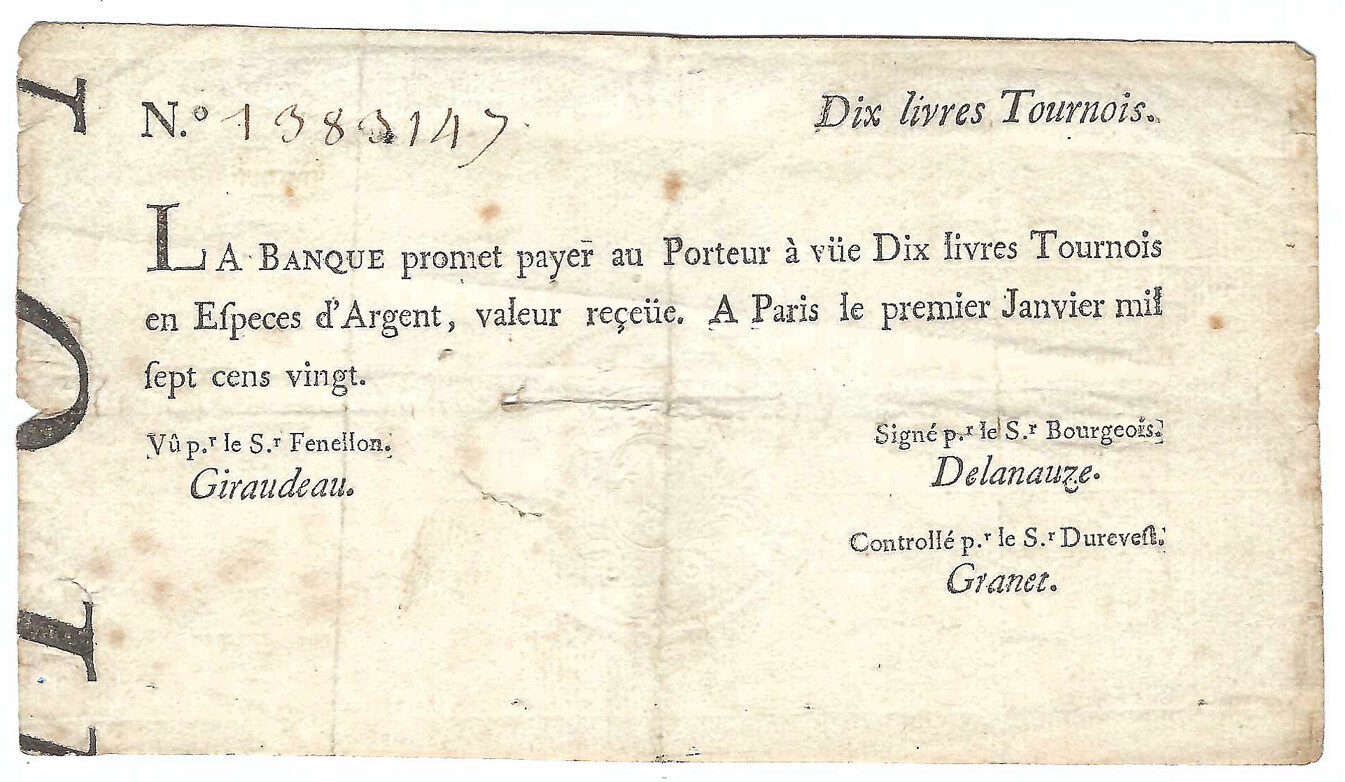 N.º 1383147
Dix livres Tournois.
LA BANQUE promet payer au Porteur à vüe Dix livres Tournois
en Eſpeces d'Argent, valeur reçeüe. A Paris le premier Janvier mil
ſept cens vingt.
Vû p.r le S.r Fenellon.
Giraudeau.
Signé p.r le S.r Bourgeois.
Delanauze.
Controllé p.r le S.r Dureveſt.
Granet.